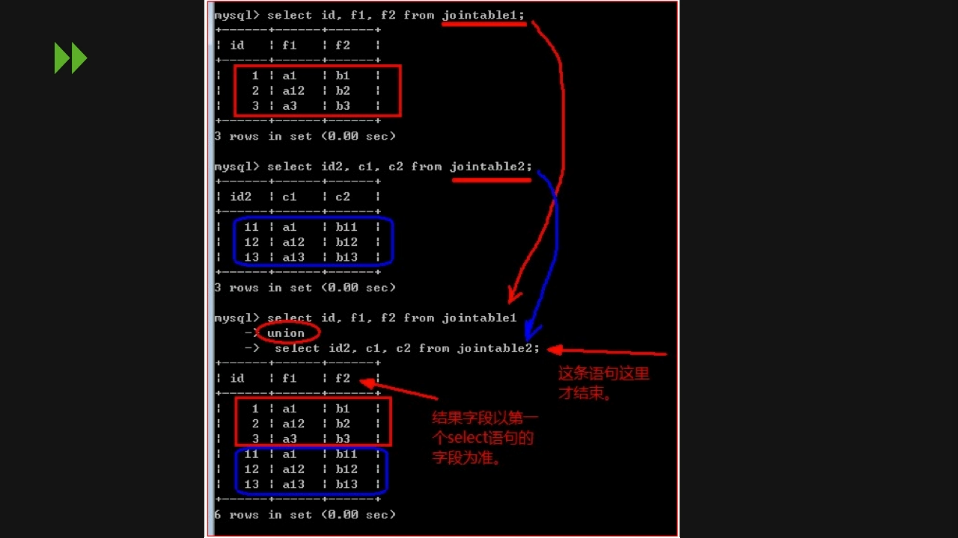 mysql> select id, f1, f2 from jointable1;
+------+------+------+
| id | f1 | f2 |
+------+------+------+
| 1 | a1 | b1 |
| 2 | a12 | b2 |
| 3 | a3 | b3 |
+------+------+------+
3 rows in set (0.00 sec)
mysql> select id2, c1, c2 from jointable2;
+------+------+------+
| id2 | c1 | c2 |
+------+------+------+
| 11 | a1 | b11 |
| 12 | a12 | b12 |
| 13 | a13 | b13 |
+------+------+------+
3 rows in set (0.00 sec)
mysql> select id, f1, f2 from jointable1
-> union
-> select id2, c1, c2 from jointable2;
这条语句这里
才结束。
+------+------+------+
| id | f1 | f2 |
+------+------+------+
结果字段以第一
个select语句的
字段为准。
| 1 | a1 | b1 |
| 2 | a12 | b2 |
| 3 | a3 | b3 |
| 11 | a1 | b11 |
| 12 | a12 | b12 |
| 13 | a13 | b13 |
+------+------+------+
6 rows in set (0.00 sec)